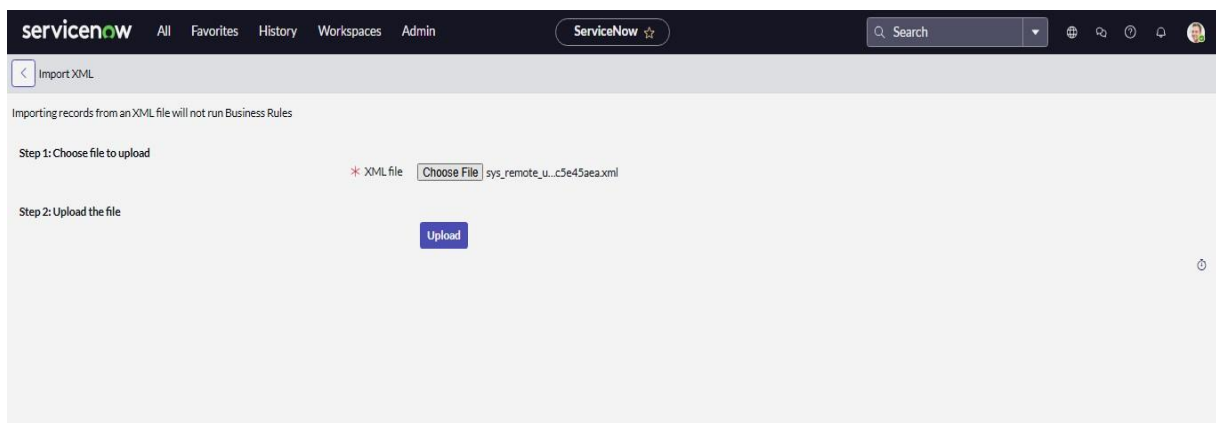 servicenow All Favorites History Workspaces Admin ServiceNow Search
Import XML
Importing records from an XML file will not run Business Rules
Step 1: Choose file to upload
* XML file Choose File sys_remote_u...c5e45aea.xml
Step 2: Upload the file
Upload